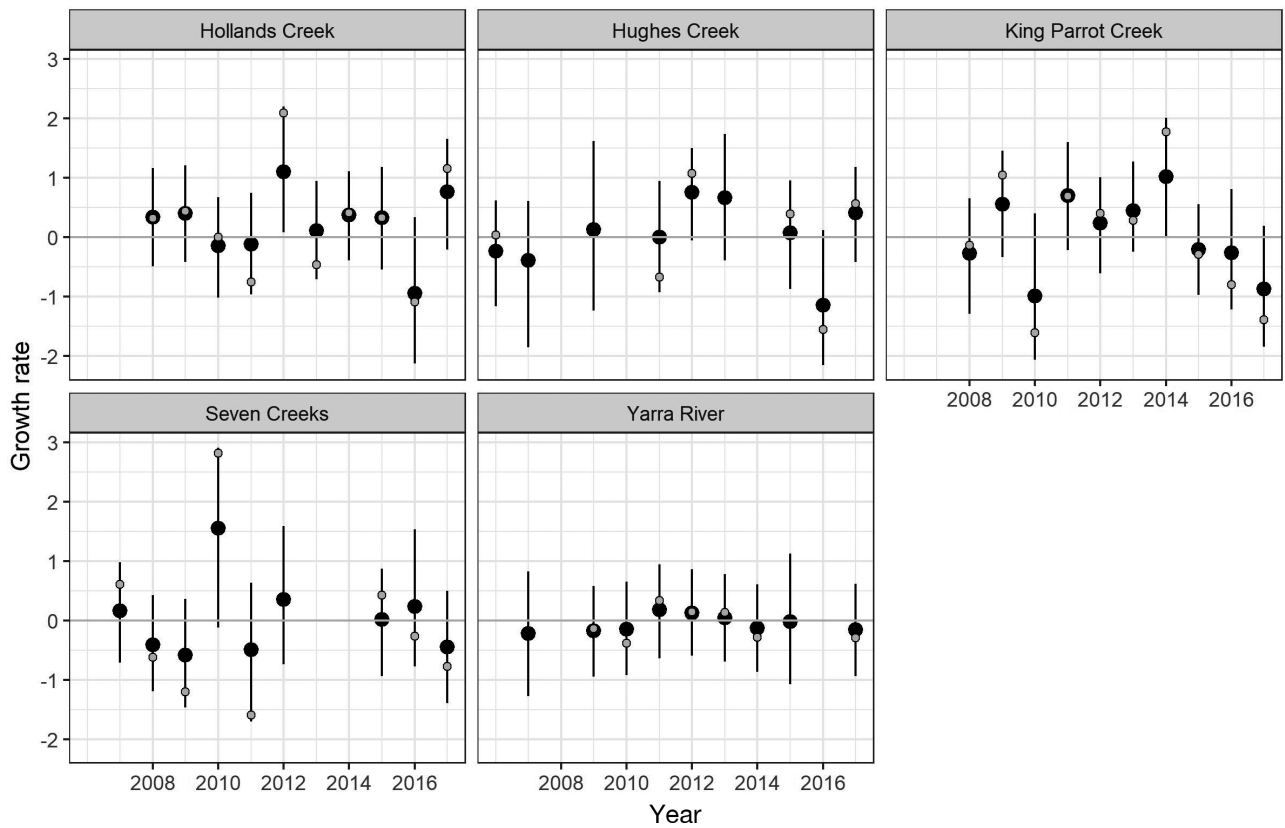 Hollands Creek
Hughes Creek
King Parrot Creek
3
2
1
0
-1
-2
2008 2010 2012 2014 2016
Growth rate
Seven Creeks
Yarra River
3
2
1
0
-1
-2
2008 2010 2012 2014 2016
2008 2010 2012 2014 2016
Year